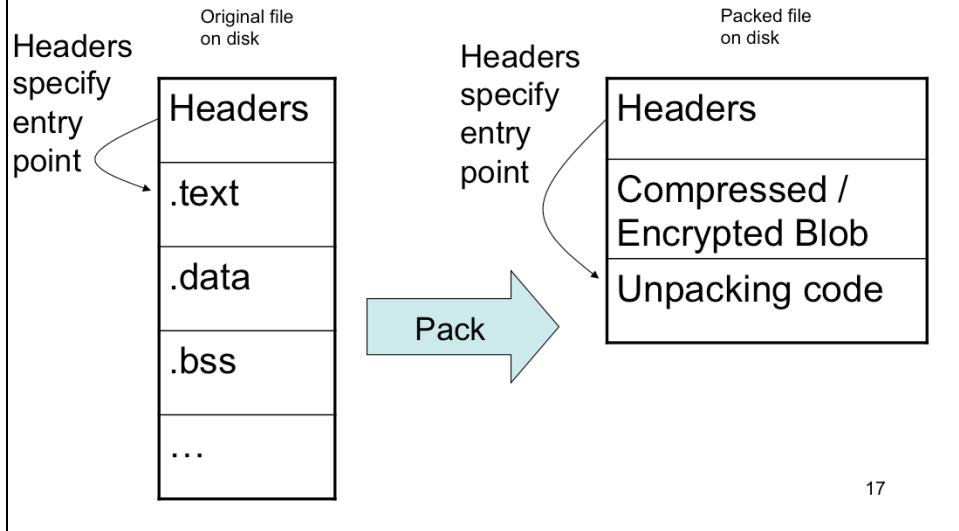 Original file
on disk
Headers
specify
entry
point
Headers
.text
.data
.bss
…
Pack
Packed file
on disk
Headers
specify
entry
point
Headers
Compressed /
Encrypted Blob
Unpacking code
17